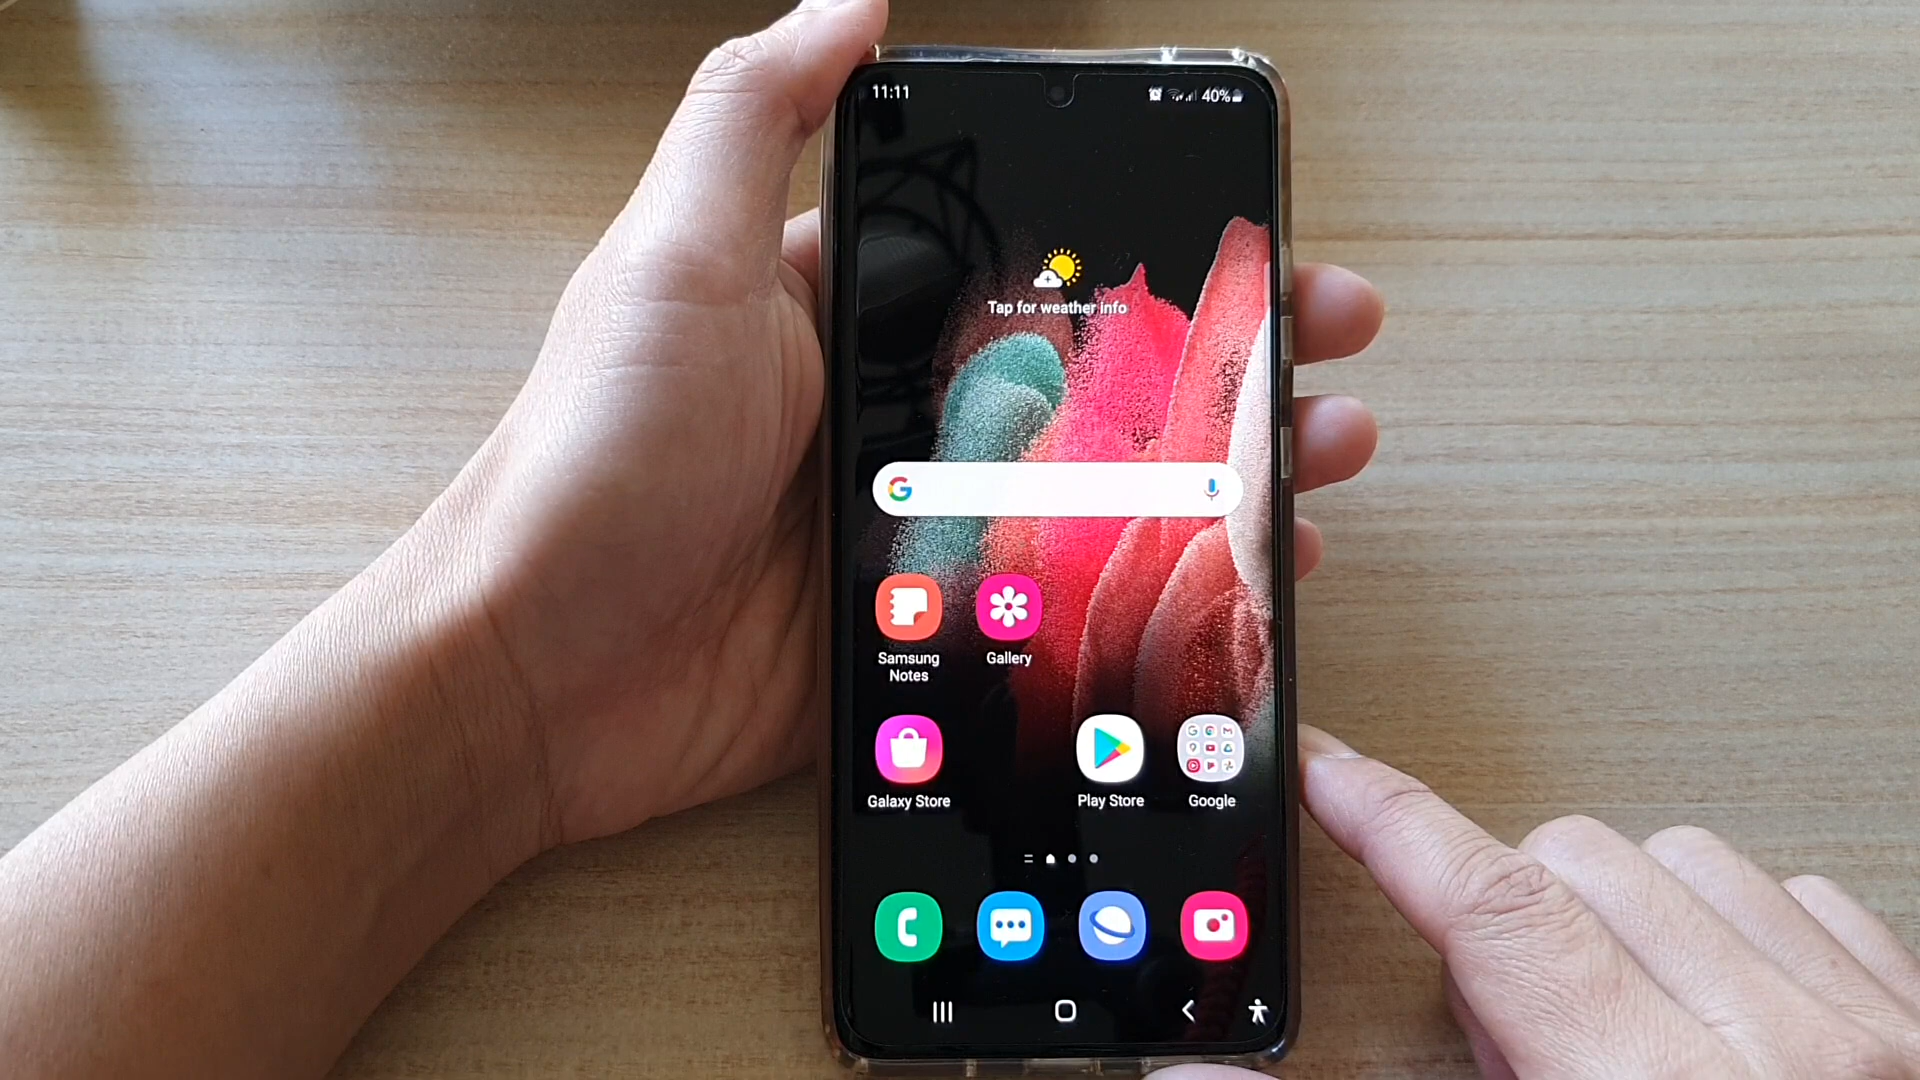 11:11
40%
Tap for weather info
G
Samsung
Notes
Gallery
Galaxy Store
Play Store
Google